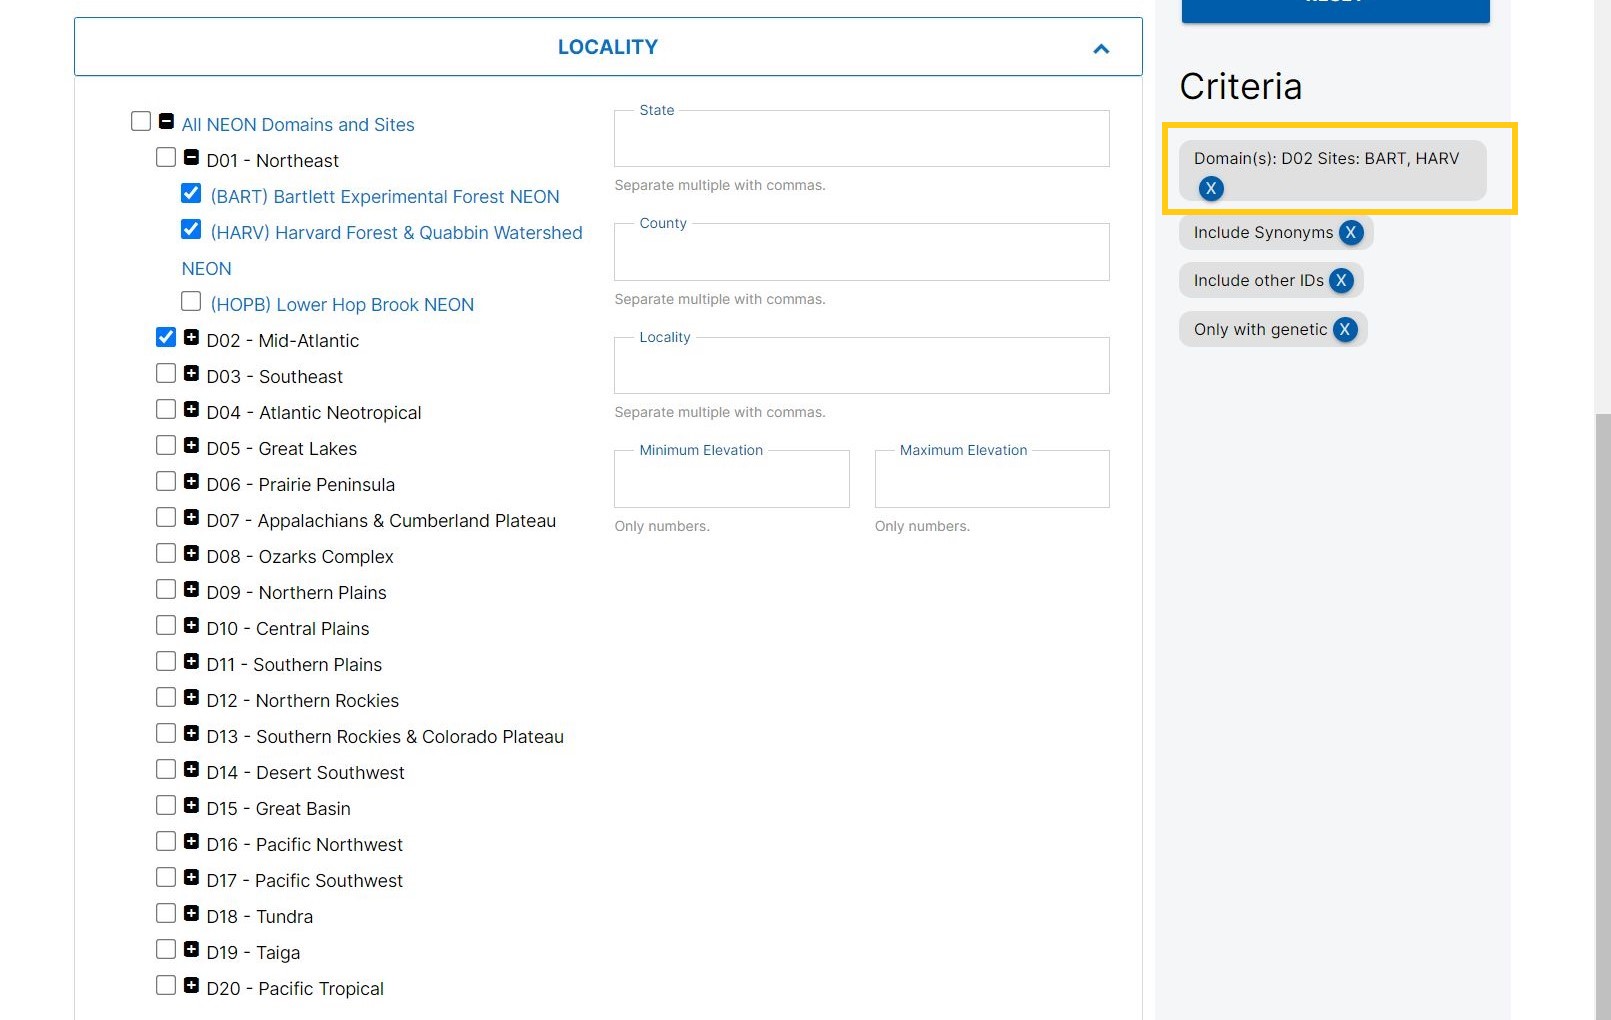 LOCALITY
All NEON Domains and Sites
D01 - Northeast
(BART) Bartlett Experimental Forest NEON
(HARV) Harvard Forest & Quabbin Watershed
NEON
(HOPB) Lower Hop Brook NEON
D02 - Mid-Atlantic
D03 - Southeast
D04 - Atlantic Neotropical
D05 - Great Lakes
D06 - Prairie Peninsula
D07 - Appalachians & Cumberland Plateau
D08 - Ozarks Complex
D09 - Northern Plains
D10 - Central Plains
D11 - Southern Plains
D12 - Northern Rockies
D13 - Southern Rockies & Colorado Plateau
D14 - Desert Southwest
D15 - Great Basin
D16 - Pacific Northwest
D17 - Pacific Southwest
D18 - Tundra
D19 - Taiga
D20 - Pacific Tropical
State
Separate multiple with commas.
County
Separate multiple with commas.
Locality
Separate multiple with commas.
Minimum Elevation
Only numbers.
Maximum Elevation
Only numbers.
Criteria
Domain(s): D02 Sites: BART, HARV
X
Include Synonyms X
Include other IDs X
Only with genetic X